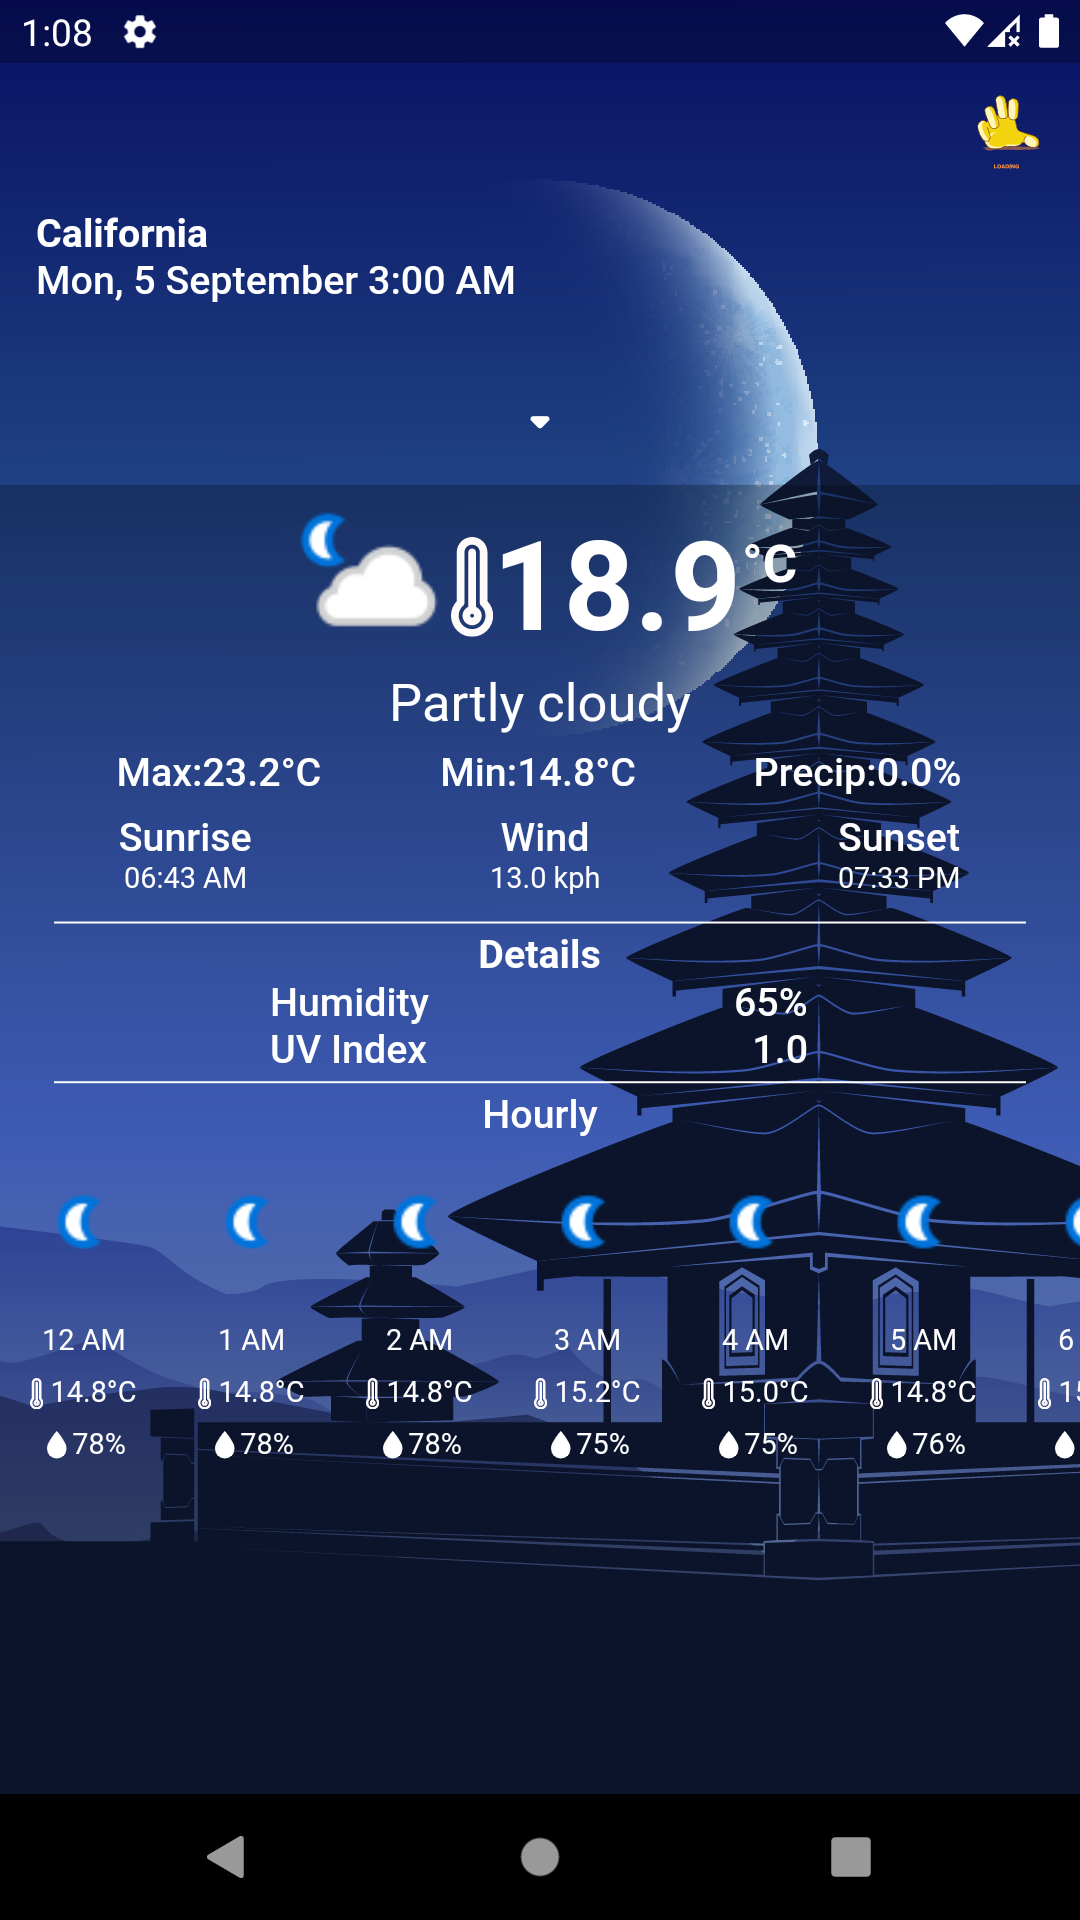 1:08
LOADING
California
Mon, 5 September 3:00 AM
18.9°C
Partly cloudy
Max:23.2°C Min:14.8°C Precip:0.0%
Sunrise Wind Sunset
06:43 AM 13.0 kph 07:33 PM
Details
Humidity 65%
UV Index 1.0
Hourly
12 AM 1 AM 2 AM 3 AM 4 AM 5 AM 6
14.8°C 14.8°C 14.8°C 15.2°C 15.0°C 14.8°C 15
78% 78% 78% 75% 75% 76%